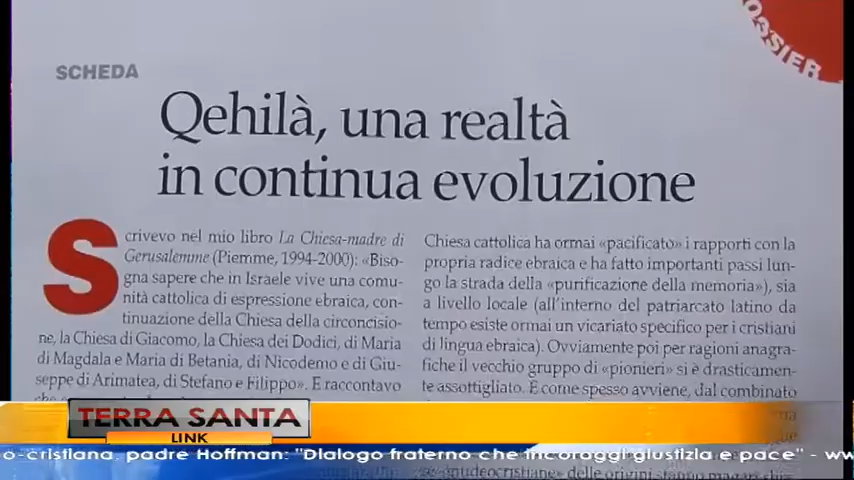 DOSSIER
SCHEDA
Qehilà, una realtà
in continua evoluzione
Scrivevo nel mio libro La Chiesa-madre di
Gerusalemme (Piemme, 1994-2000): «Biso-
gna sapere che in Israele vive una comu-
nità cattolica di espressione ebraica, con-
tinuazione della Chiesa della circoncisio-
ne, la Chiesa di Giacomo, la Chiesa dei Dodici, di Maria
di Magdala e Maria di Betania, di Nicodemo e di Giu-
seppe di Arimatea, di Stefano e Filippo». E raccontavo
Chiesa cattolica ha ormai «pacificato» i rapporti con la
propria radice ebraica e ha fatto importanti passi lun-
go la strada della «purificazione della memoria»), sia
a livello locale (all'interno del patriarcato latino da
tempo esiste ormai un vicariato specifico per i cristiani
di lingua ebraica). Ovviamente poi per ragioni anagra-
fiche il vecchio gruppo di «pionieri» si è drasticamen-
te assottigliato. E come spesso avviene, dal combinato
delle origini stanno
TERRA SANTA
LINK
o-cristiana, padre Hoffman: "Dialogo fraterno che incoraggi giustizia e pace" - ww